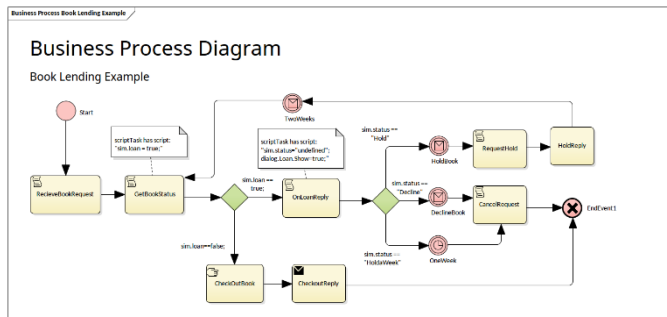 Business Process Book Lending Example
Business Process Diagram
Book Lending Example
Start
TwoWeeks
scriptTask has script:
"sim.loan = true;"
scriptTask has script:
"sim.status="undefined";
dialog.Loan.Show=true;"
sim.status ==
"Hold"
HoldBook
RequestHold
HoldReply
RecieveBookRequest
GetBookStatus
sim.loan ==
true;
OnLoanReply
sim.status ==
"Decline"
DeclineBook
CancelRequest
EndEvent1
sim.loan==false;
sim.status ==
"HoldaWeek"
OneWeek
CheckOutBook
CheckoutReply